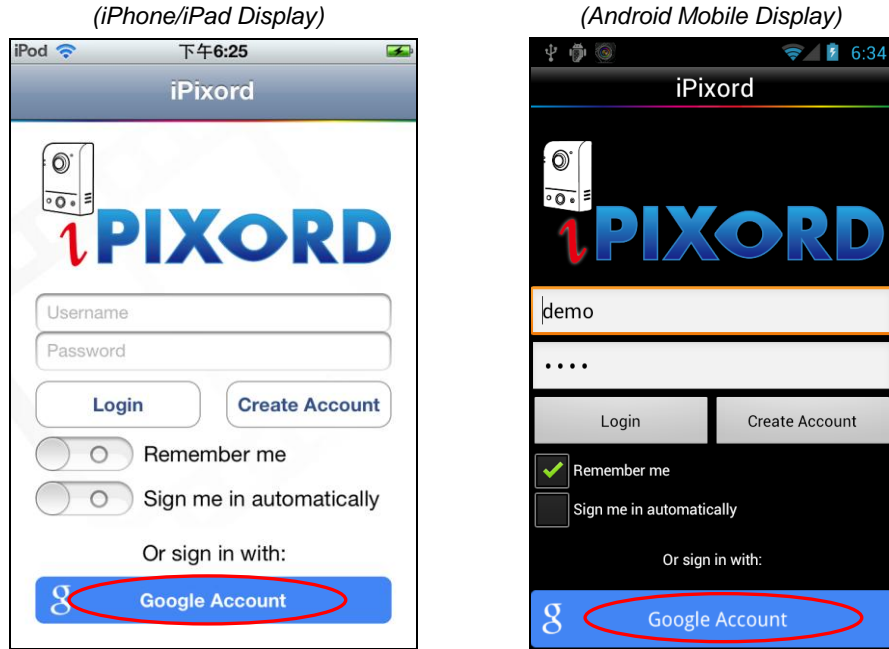 (iPhone/iPad Display)
iPod 下午6:25
iPixord
iPIXORD
Username
Password
Login Create Account
Remember me
Sign me in automatically
Or sign in with:
g Google Account
(Android Mobile Display)
6:34
iPixord
iPIXORD
demo
••••
Login Create Account
Remember me
Sign me in automatically
Or sign in with:
g Google Account